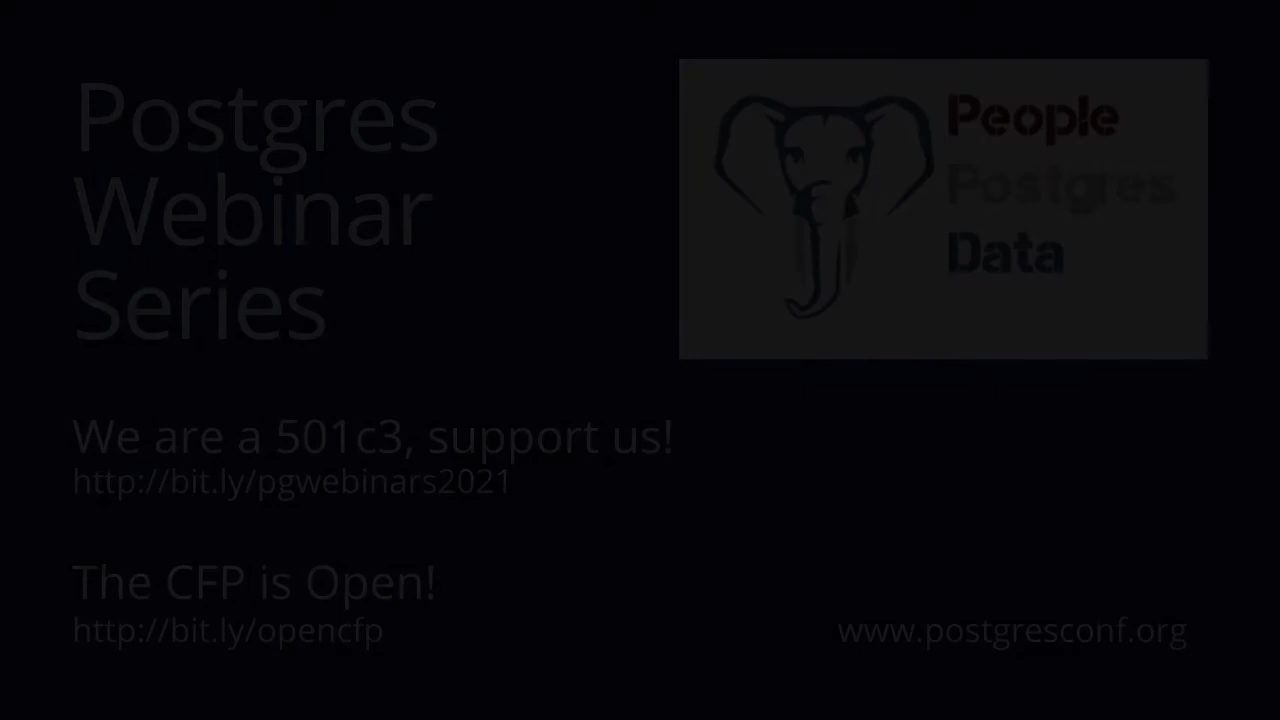 Postgres
Webinar
Series
People
Postgres
Data
We are a 501c3, support us!
http://bit.ly/pgwebinars2021
The CFP is Open!
http://bit.ly/opencfp
www.postgresconf.org